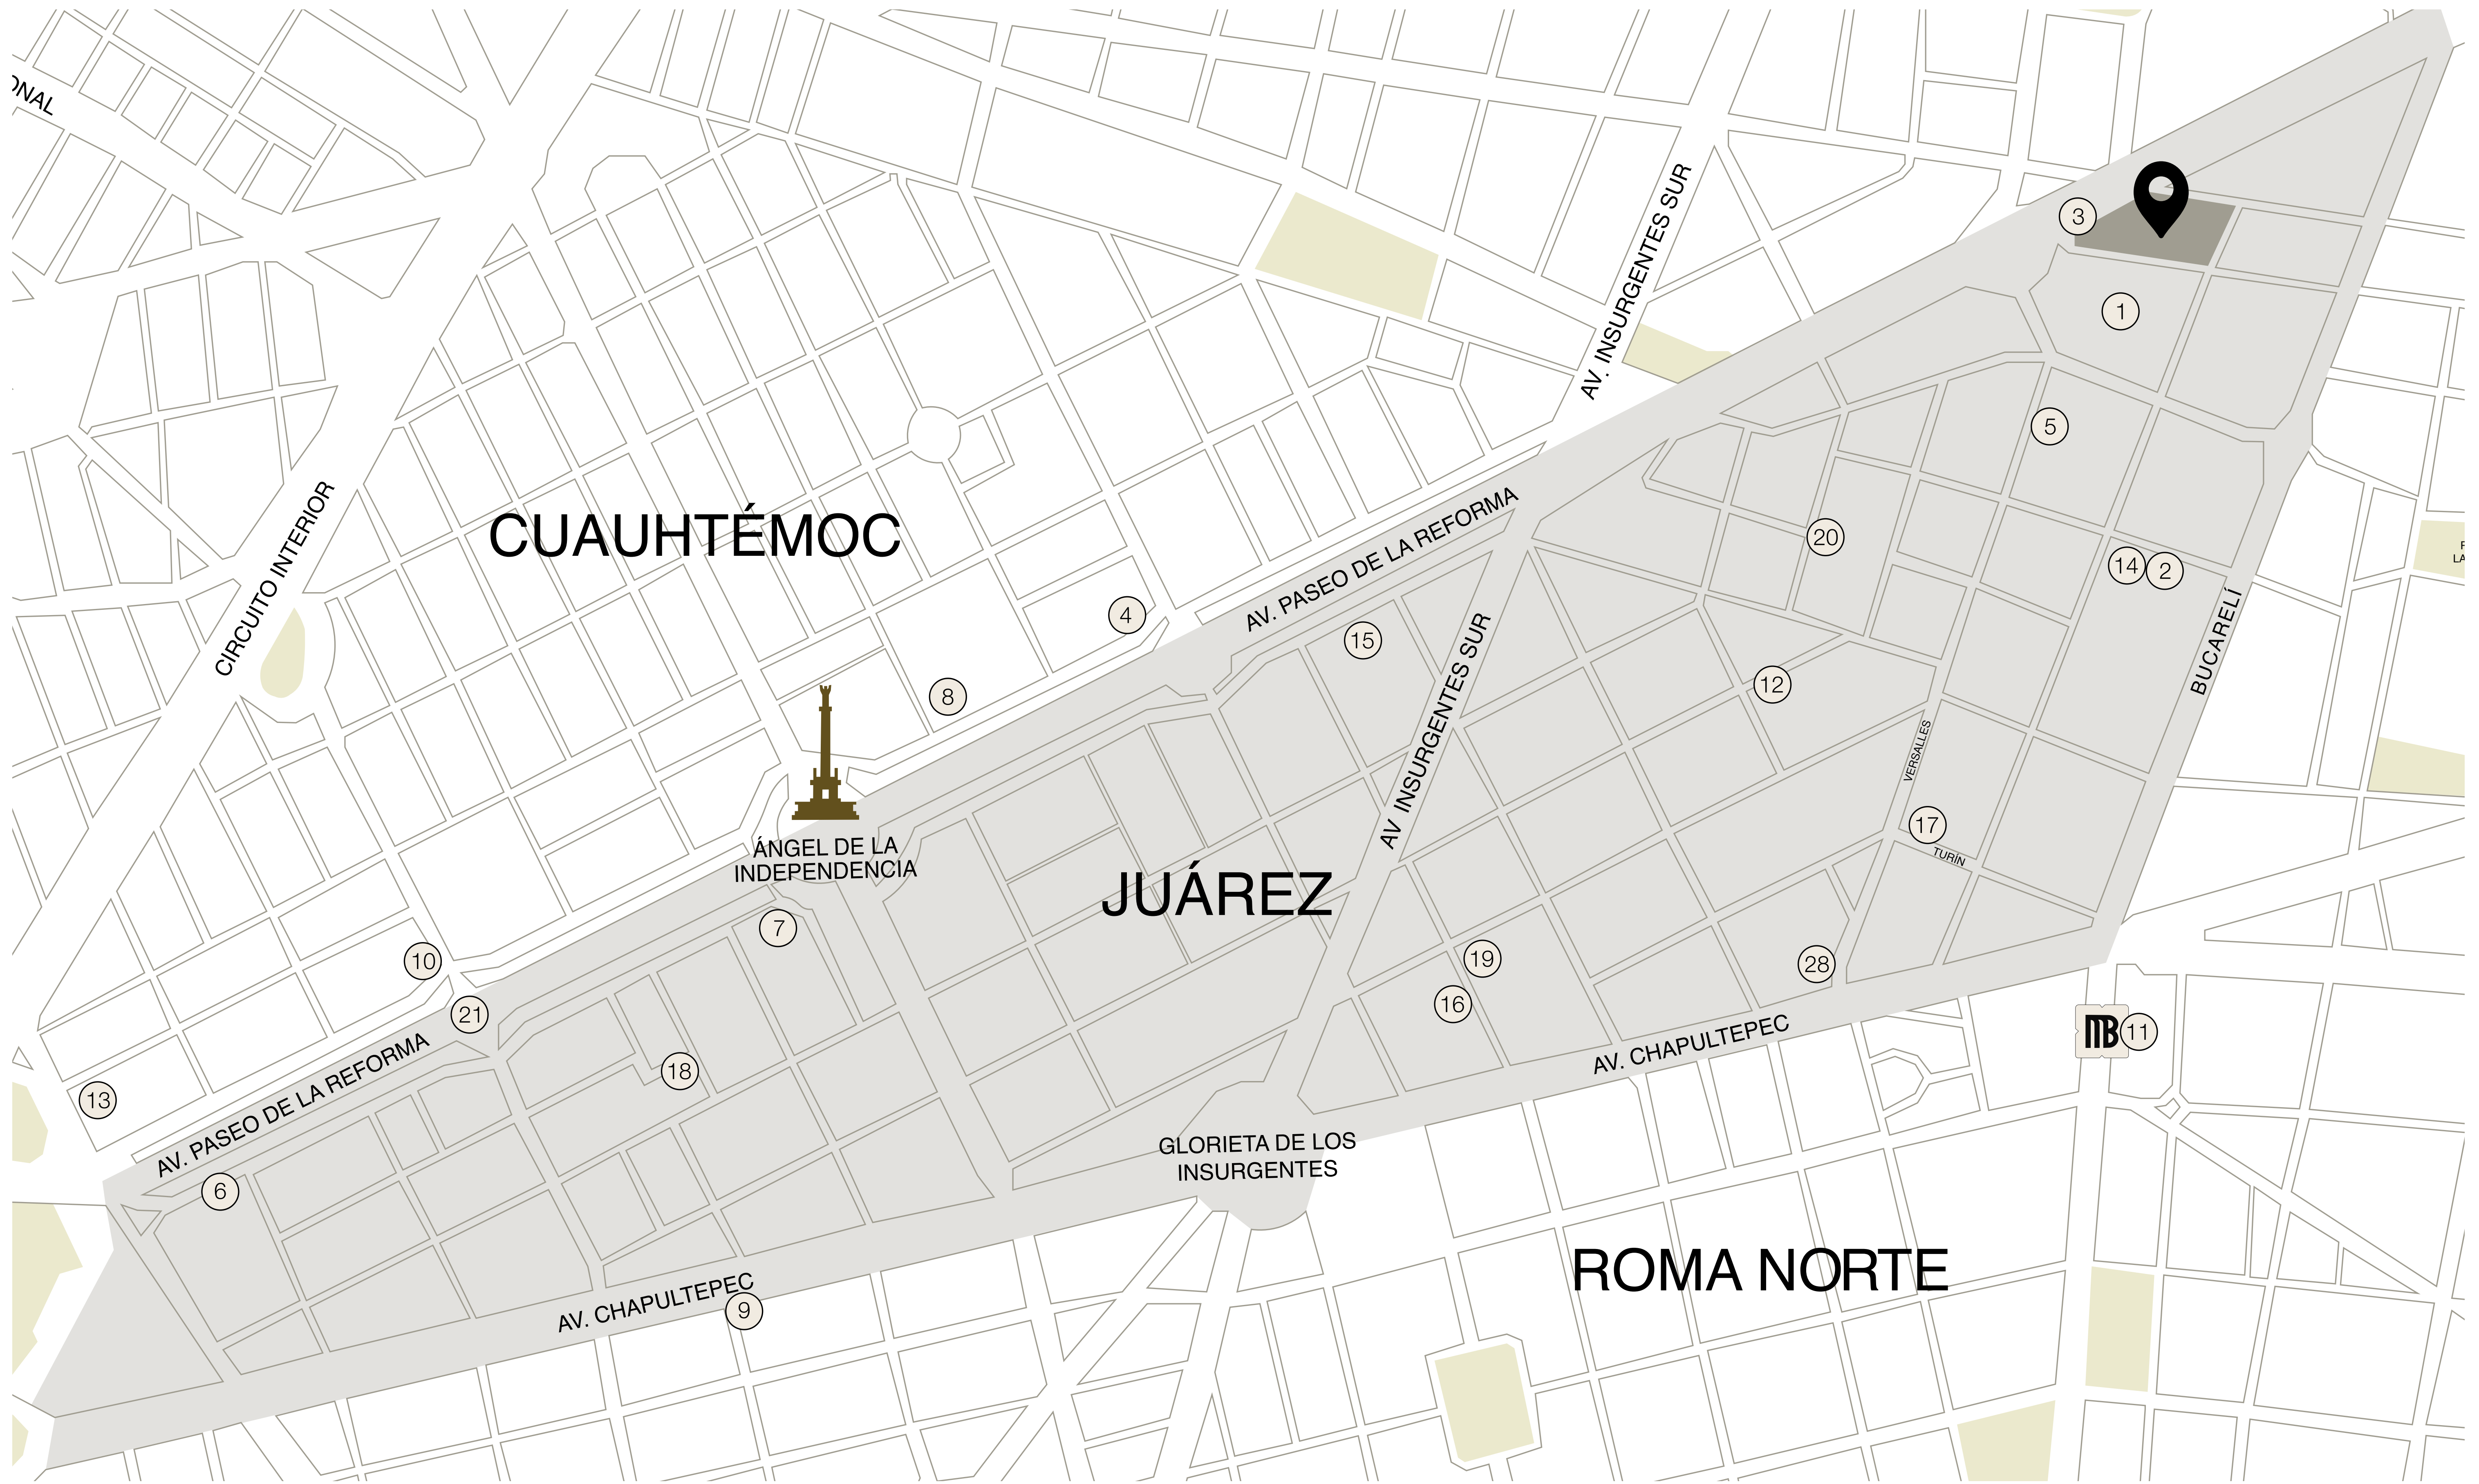 ONAL
AV. INSURGENTES SUR
3
1
5
CIRCUITO INTERIOR
CUAUHTÉMOC
AV. PASEO DE LA REFORMA
20
14
2
4
15
AV INSURGENTES SUR
BUCARELÍ
8
12
VERSALLES
ÁNGEL DE LA
INDEPENDENCIA
JUÁREZ
17
TURÍN
7
10
19
28
16
21
AV. PASEO DE LA REFORMA
AV. CHAPULTEPEC
MB
11
18
13
6
GLORIETA DE LOS
INSURGENTES
ROMA NORTE
AV. CHAPULTEPEC
9